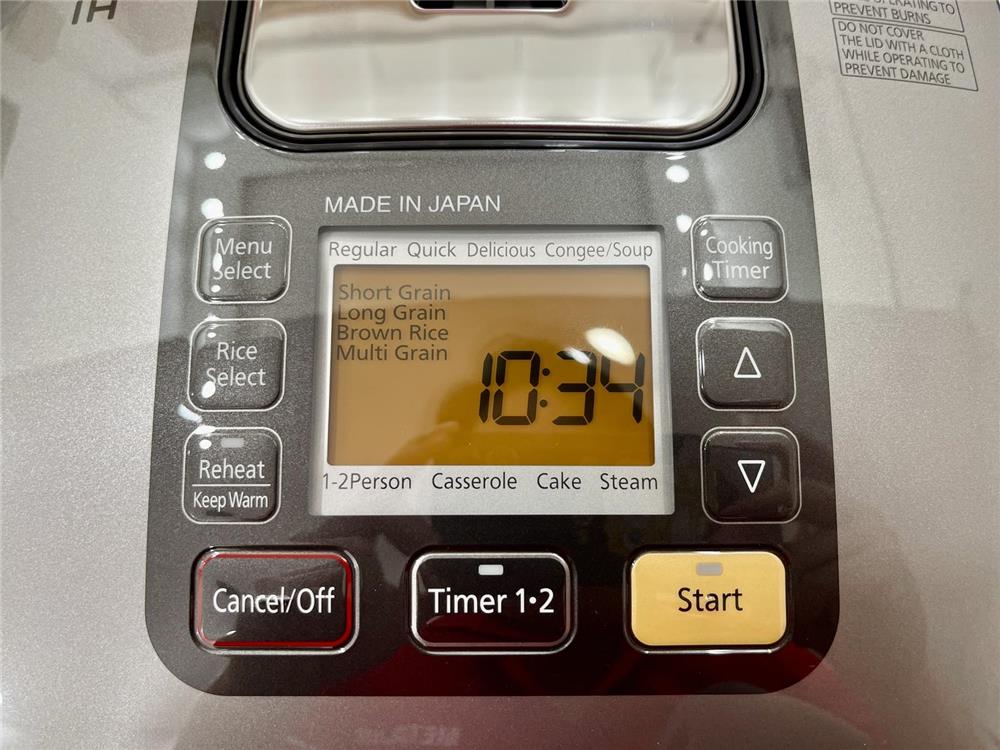 IH
OPERATING TO
PREVENT BURNS
DO NOT COVER
THE LID WITH A CLOTH
WHILE OPERATING TO
PREVENT DAMAGE
MADE IN JAPAN
Menu
Select
Regular Quick Delicious Congee/Soup
Cooking
Timer
Short Grain
Long Grain
Brown Rice
Multi Grain
Rice
Select
10:34
△
▽
Reheat
Keep Warm
1-2Person Casserole Cake Steam
Cancel/Off
Timer 1•2
Start